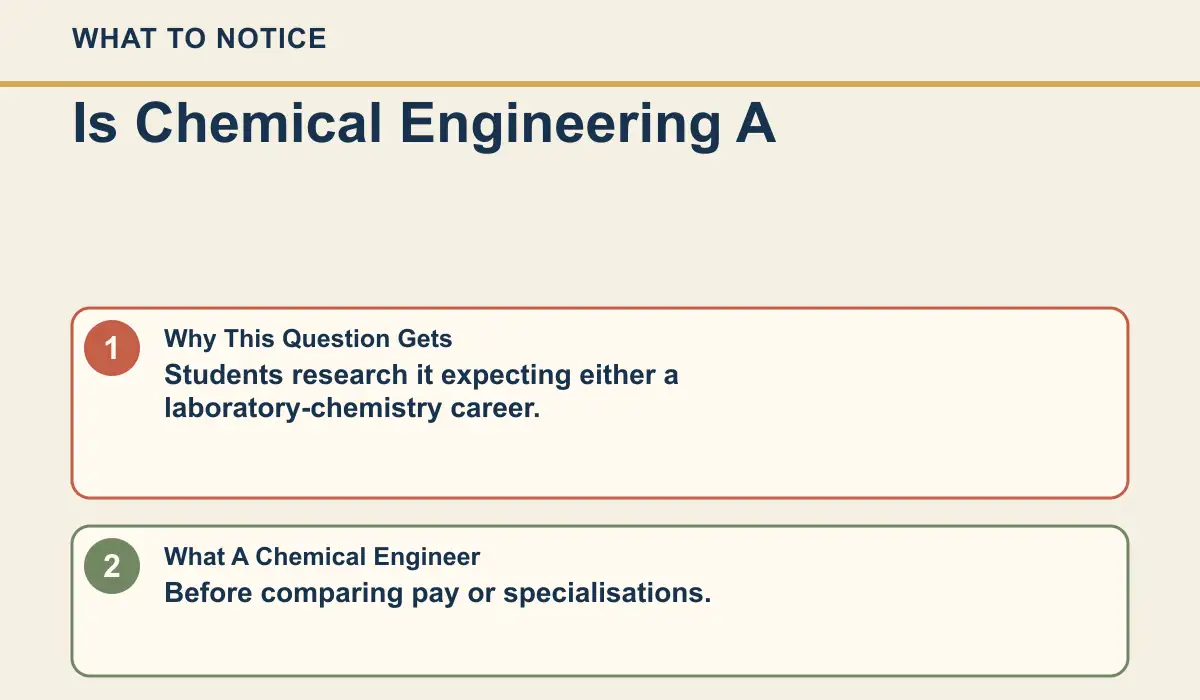 WHAT TO NOTICE
Is Chemical Engineering A
1
Why This Question Gets
Students research it expecting either a
laboratory-chemistry career.
2
What A Chemical Engineer
Before comparing pay or specialisations.